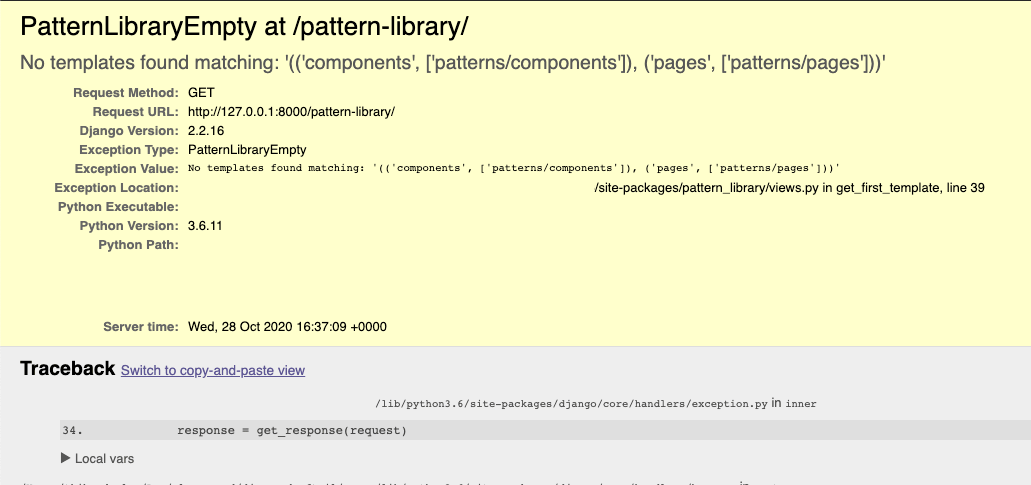 PatternLibraryEmpty at /pattern-library/
No templates found matching: '(('components', ['patterns/components']), ('pages', ['patterns/pages']))'
Request Method: GET
Request URL: http://127.0.0.1:8000/pattern-library/
Django Version: 2.2.16
Exception Type: PatternLibraryEmpty
Exception Value: No templates found matching: '(('components', ['patterns/components']), ('pages', ['patterns/pages']))'
Exception Location: /site-packages/pattern_library/views.py in get_first_template, line 39
Python Executable:
Python Version: 3.6.11
Python Path:
Server time: Wed, 28 Oct 2020 16:37:09 +0000
Traceback Switch to copy-and-paste view
/lib/python3.6/site-packages/django/core/handlers/exception.py in inner
34. response = get_response(request)
▶ Local vars